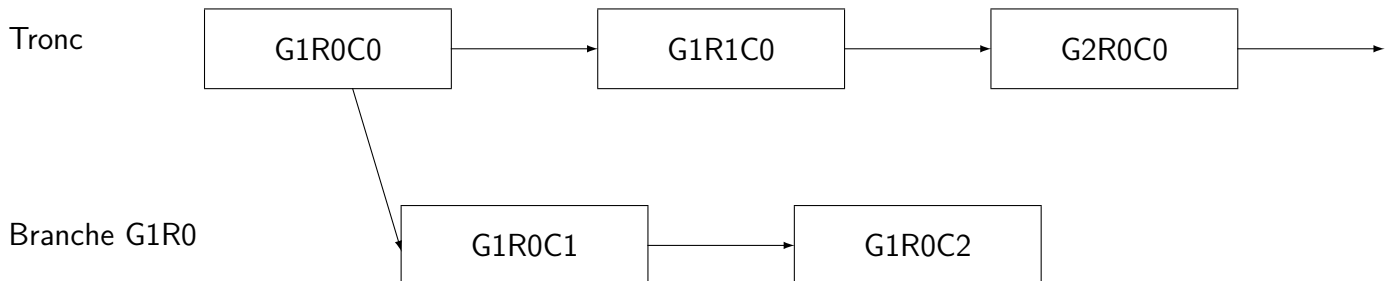 Tronc G1R0C0 G1R1C0 G2R0C0
Branche G1R0 G1R0C1 G1R0C2